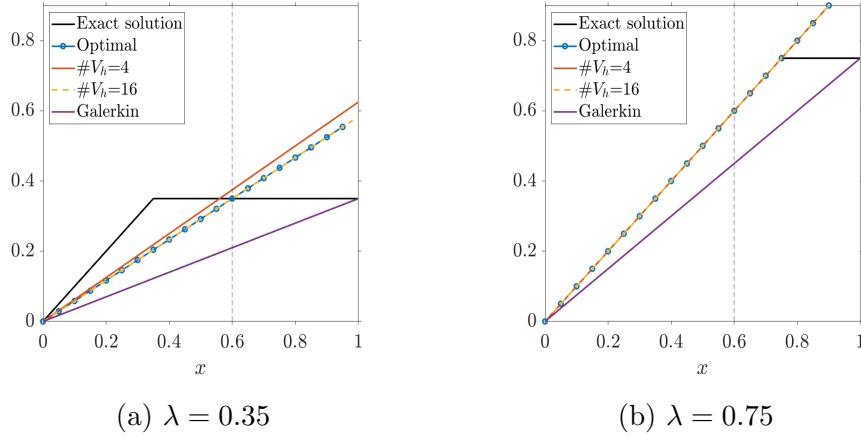 0.8
0.6
0.4
0.2
0
0
0.2
0.4
0.6
0.8
1
x
Exact solution
Optimal
#V_h=4
#V_h=16
Galerkin
(a) λ = 0.35
0.8
0.6
0.4
0.2
0
0
0.2
0.4
0.6
0.8
1
x
Exact solution
Optimal
#V_h=4
#V_h=16
Galerkin
(b) λ = 0.75